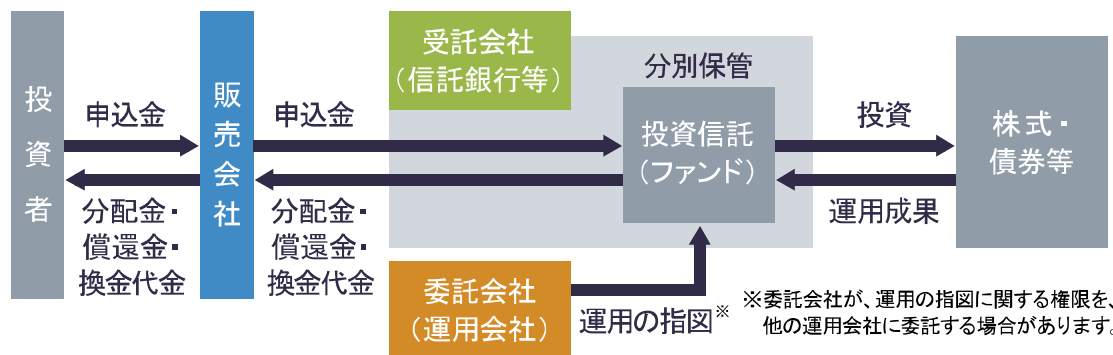 投資者
申込金
分配金・
償還金・
換金代金
販売会社
申込金
分配金・
償還金・
換金代金
受託会社
（信託銀行等）
分別保管
投資信託
（ファンド）
投資
運用成果
株式・
債券等
委託会社
（運用会社）
運用の指図※
※委託会社が、運用の指図に関する権限を、
他の運用会社に委託する場合があります。